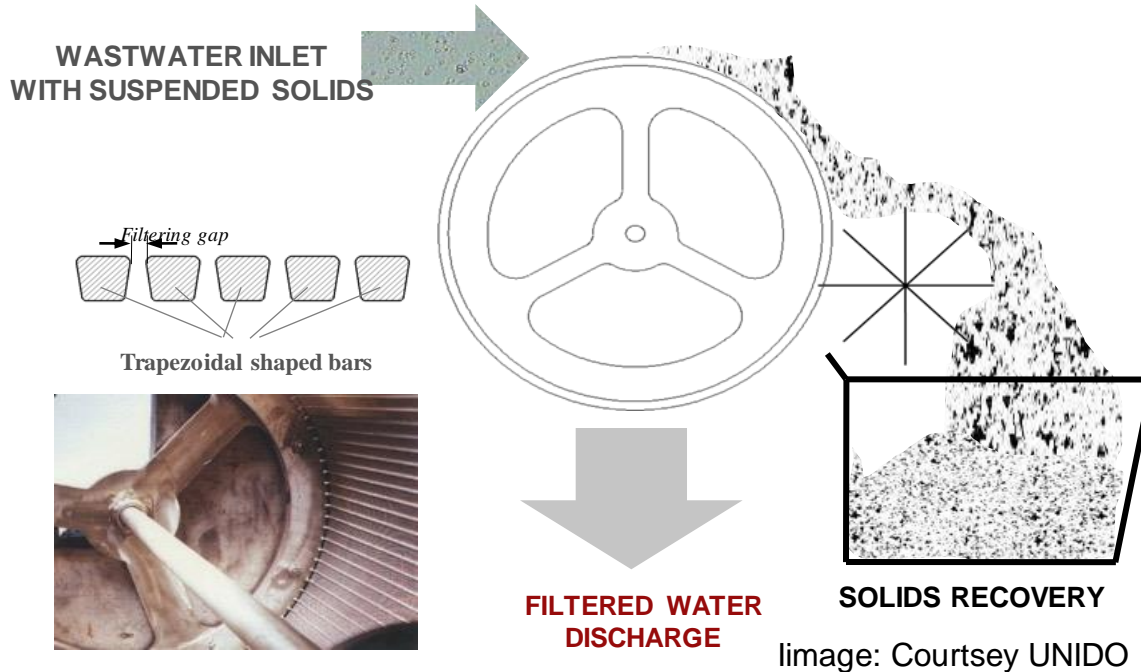 WASTWATER INLET
WITH SUSPENDED SOLIDS
Filtering gap
Trapezoidal shaped bars
FILTERED WATER
DISCHARGE
SOLIDS RECOVERY
Iimage: Courtsey UNIDO